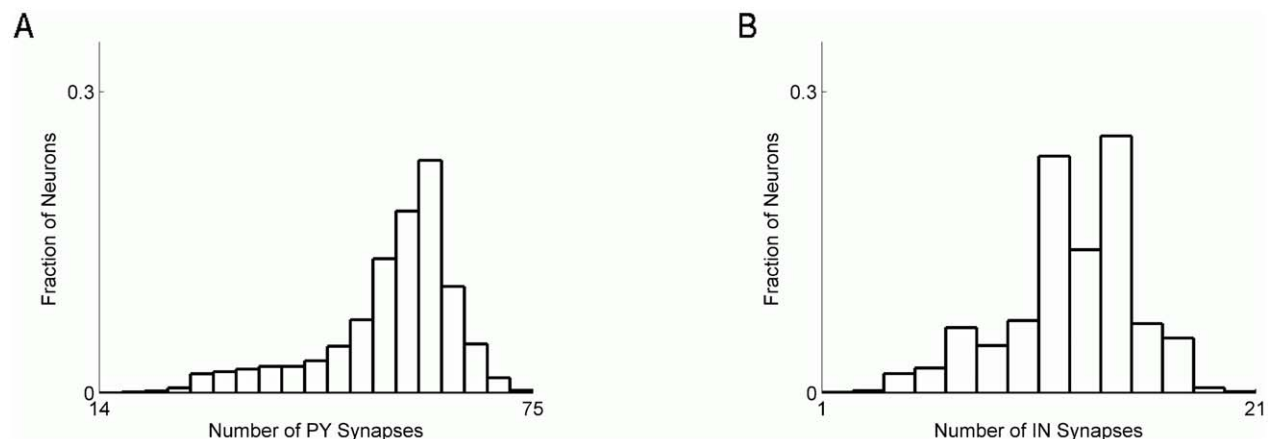 A
0.3
Fraction of Neurons
0
14
75
Number of PY Synapses
B
0.3
Fraction of Neurons
0
1
21
Number of IN Synapses